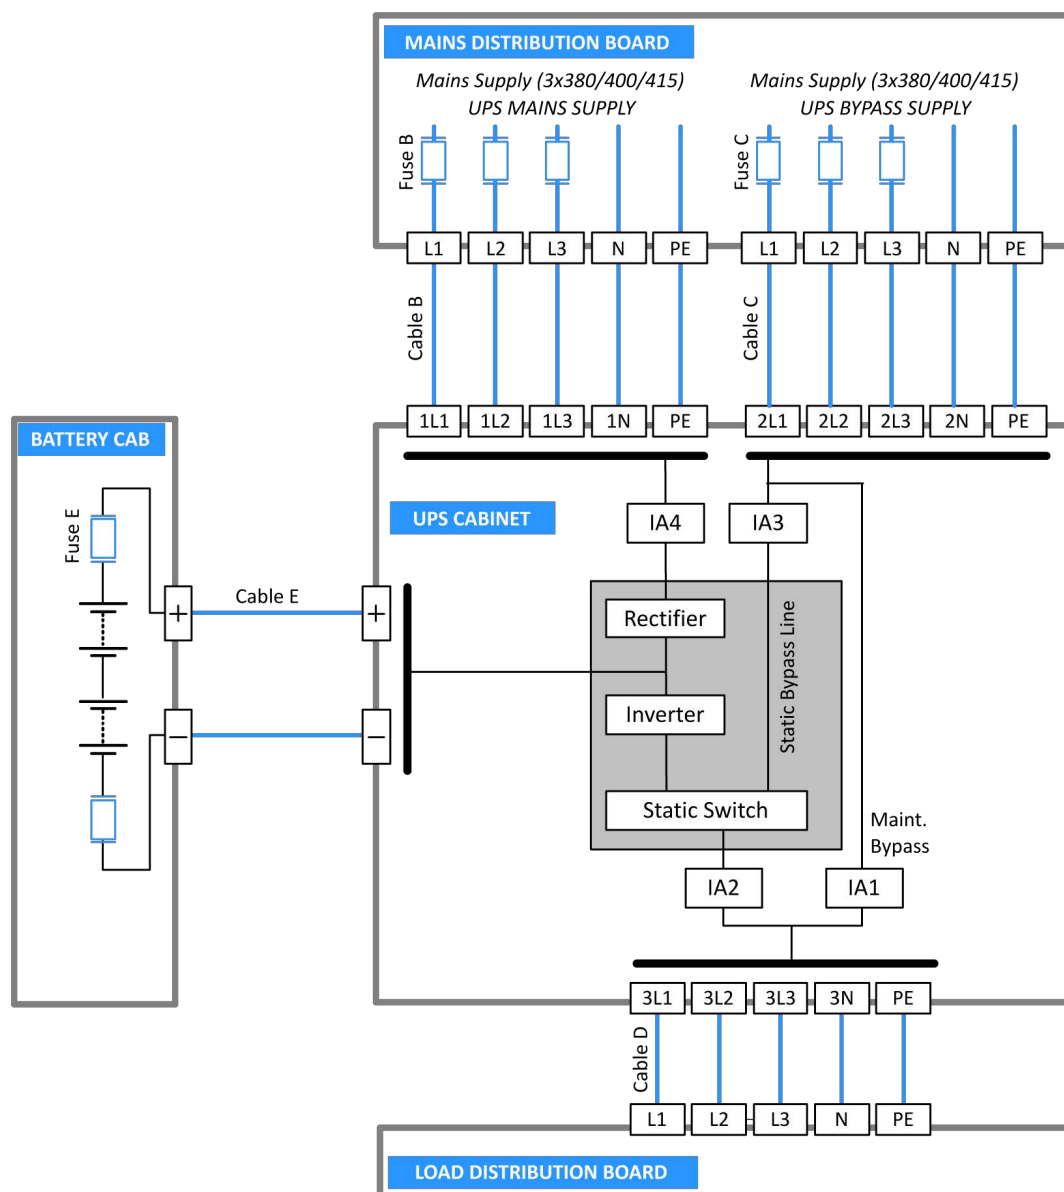 MAINS DISTRIBUTION BOARD
Mains Supply (3x380/400/415)
UPS MAINS SUPPLY
Mains Supply (3x380/400/415)
UPS BYPASS SUPPLY
Fuse B
Fuse C
L1 L2 L3 N PE
L1 L2 L3 N PE
Cable B
Cable C
1L1 1L2 1L3 1N PE
2L1 2L2 2L3 2N PE
BATTERY CAB
UPS CABINET
Fuse E
IA4
IA3
+
Cable E
+
Rectifier
Static Bypass Line
Inverter
−
−
Static Switch
Maint.
Bypass
IA2
IA1
3L1 3L2 3L3 3N PE
Cable D
L1 L2 L3 N PE
LOAD DISTRIBUTION BOARD